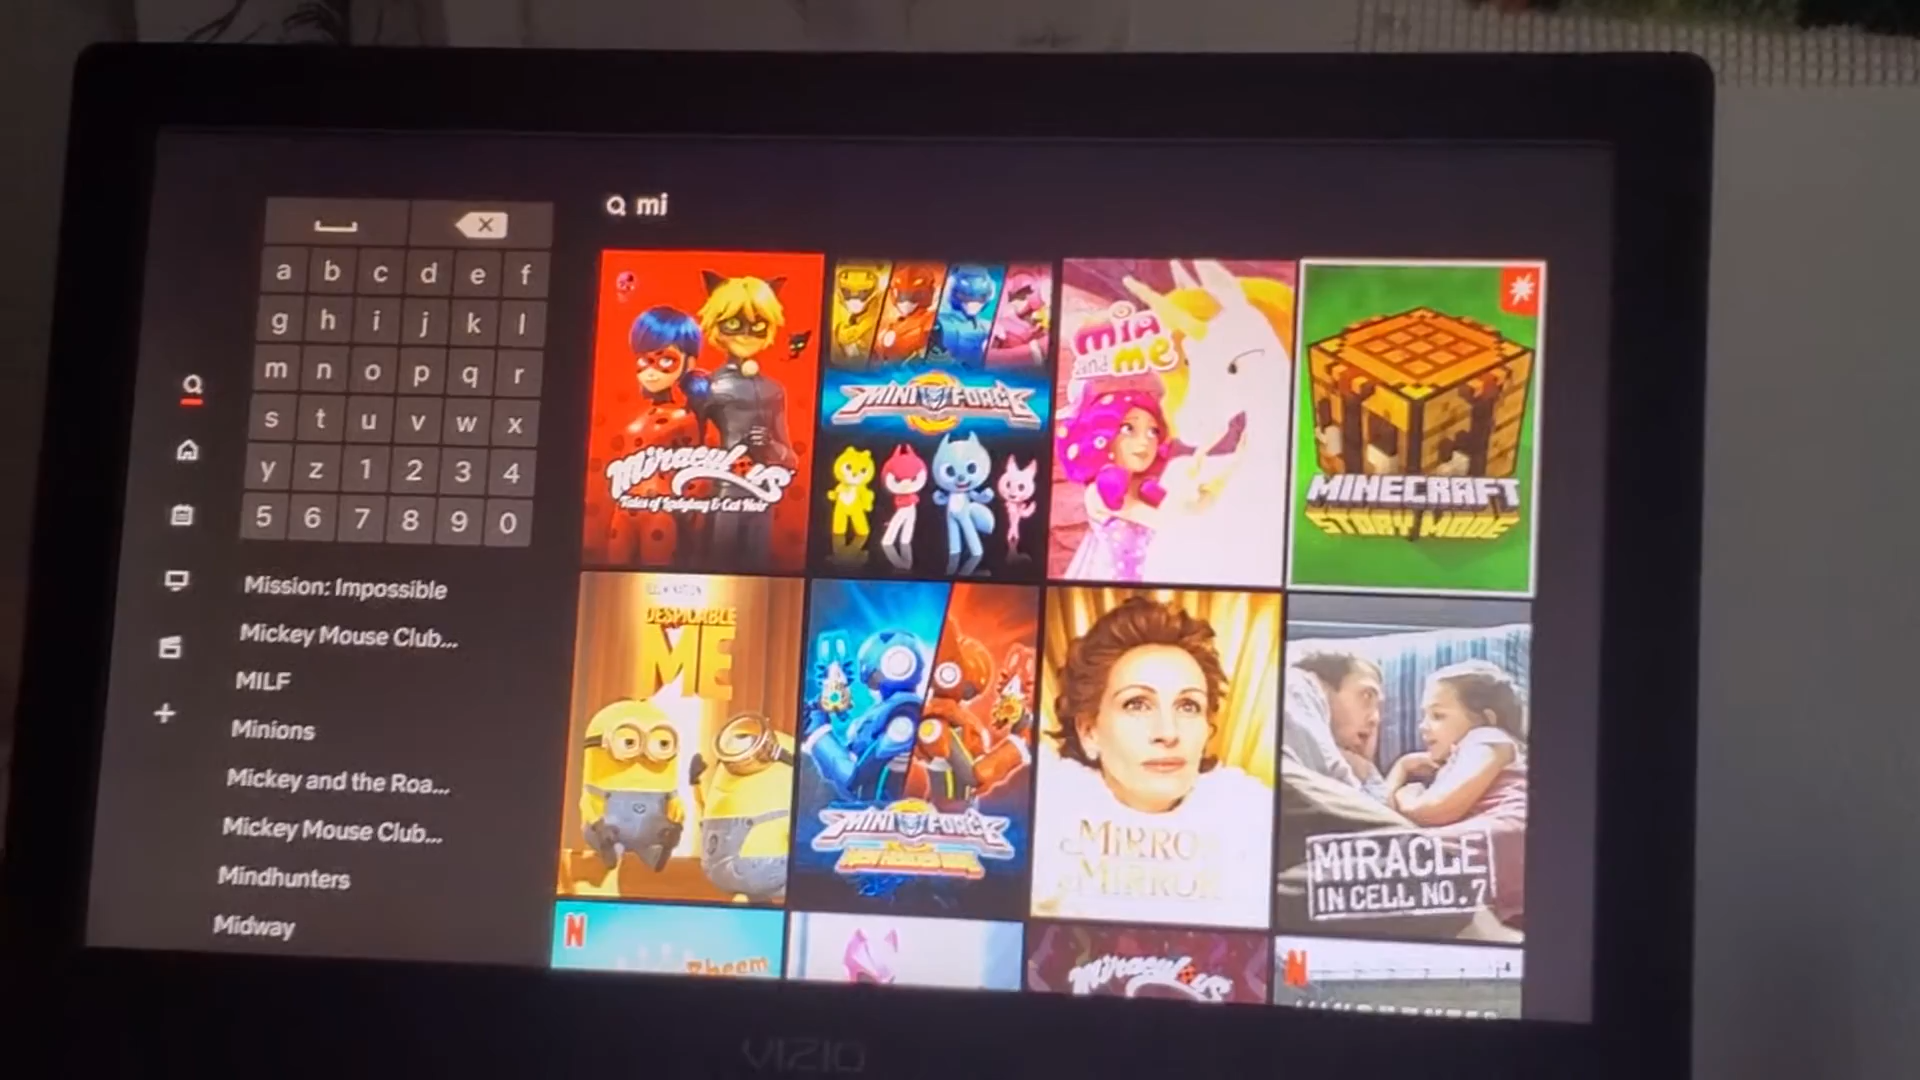 mi
a b c d e f
g h i j k l
m n o p q r
s t u v w x
y z 1 2 3 4
5 6 7 8 9 0
Mission: Impossible
Mickey Mouse Club...
MILF
Minions
Mickey and the Roa...
Mickey Mouse Club...
Mindhunters
Midway
Miraculous
Tales of Ladybug & Cat Noir
MINI FORCE
mia
and me
MINECRAFT
STORY MODE
DESPICABLE
ME
MINI FORCE
MIRROR
MIRROR
MIRACLE
IN CELL NO. 7
N
Bheem
Miraculous
N
VIZIO